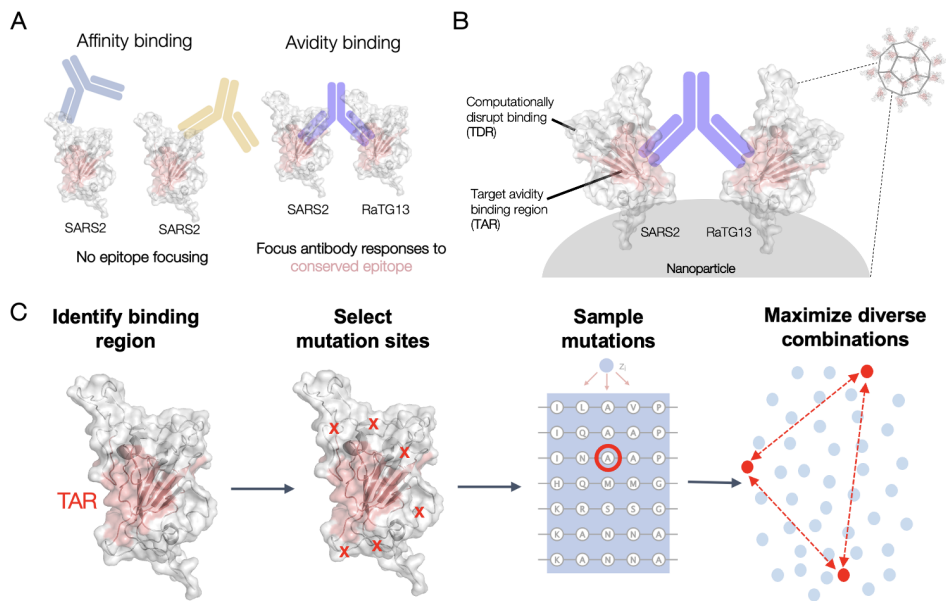 A
Affinity binding
Avidity binding
SARS2
SARS2
SARS2
RaTG13
No epitope focusing
Focus antibody responses to
conserved epitope
B
Computationally
disrupt binding
(TDR)
Target avidity
binding region
(TAR)
SARS2
RaTG13
Nanoparticle
C
Identify binding
region
TAR
Select
mutation sites
X
X
X
X
X
X
Sample
mutations
zᵢ
I L A V P
I Q A A P
I N A A P
H Q M M G
K R S S G
K A N N A
K A N N A
Maximize diverse
combinations